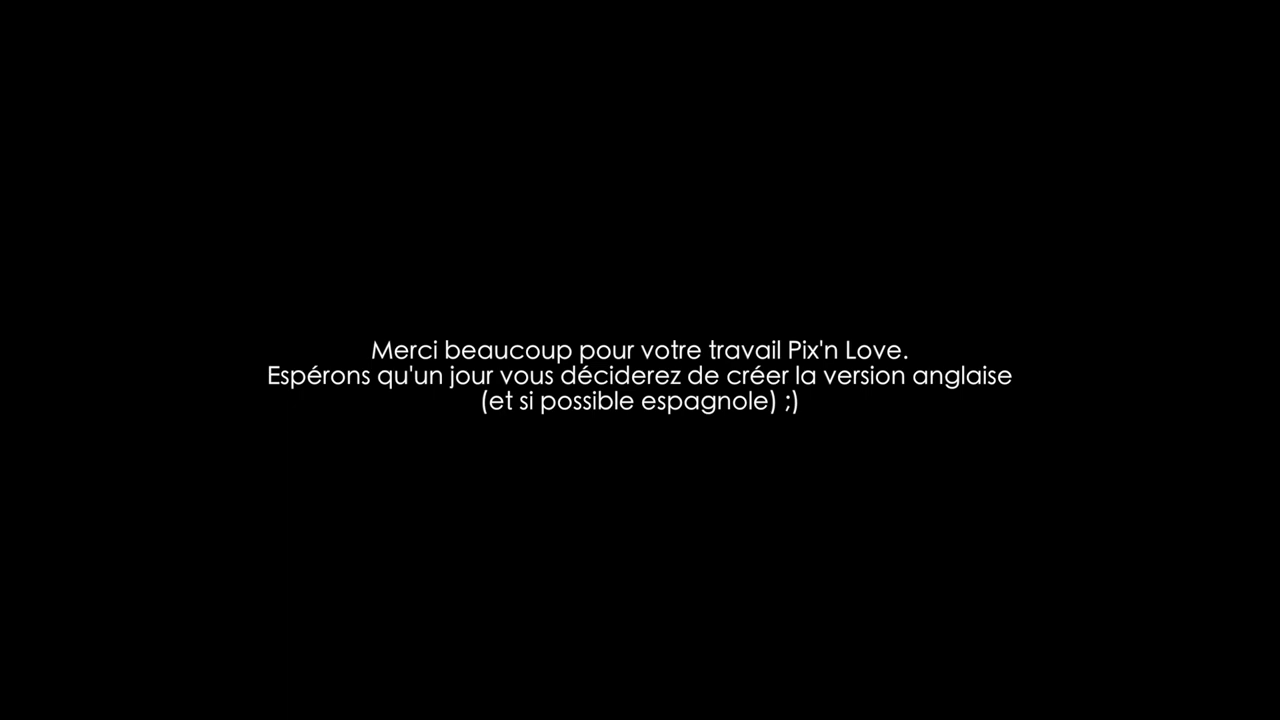 Merci beaucoup pour votre travail Pix'n Love.
Espérons qu'un jour vous déciderez de créer la version anglaise
(et si possible espagnole) ;)